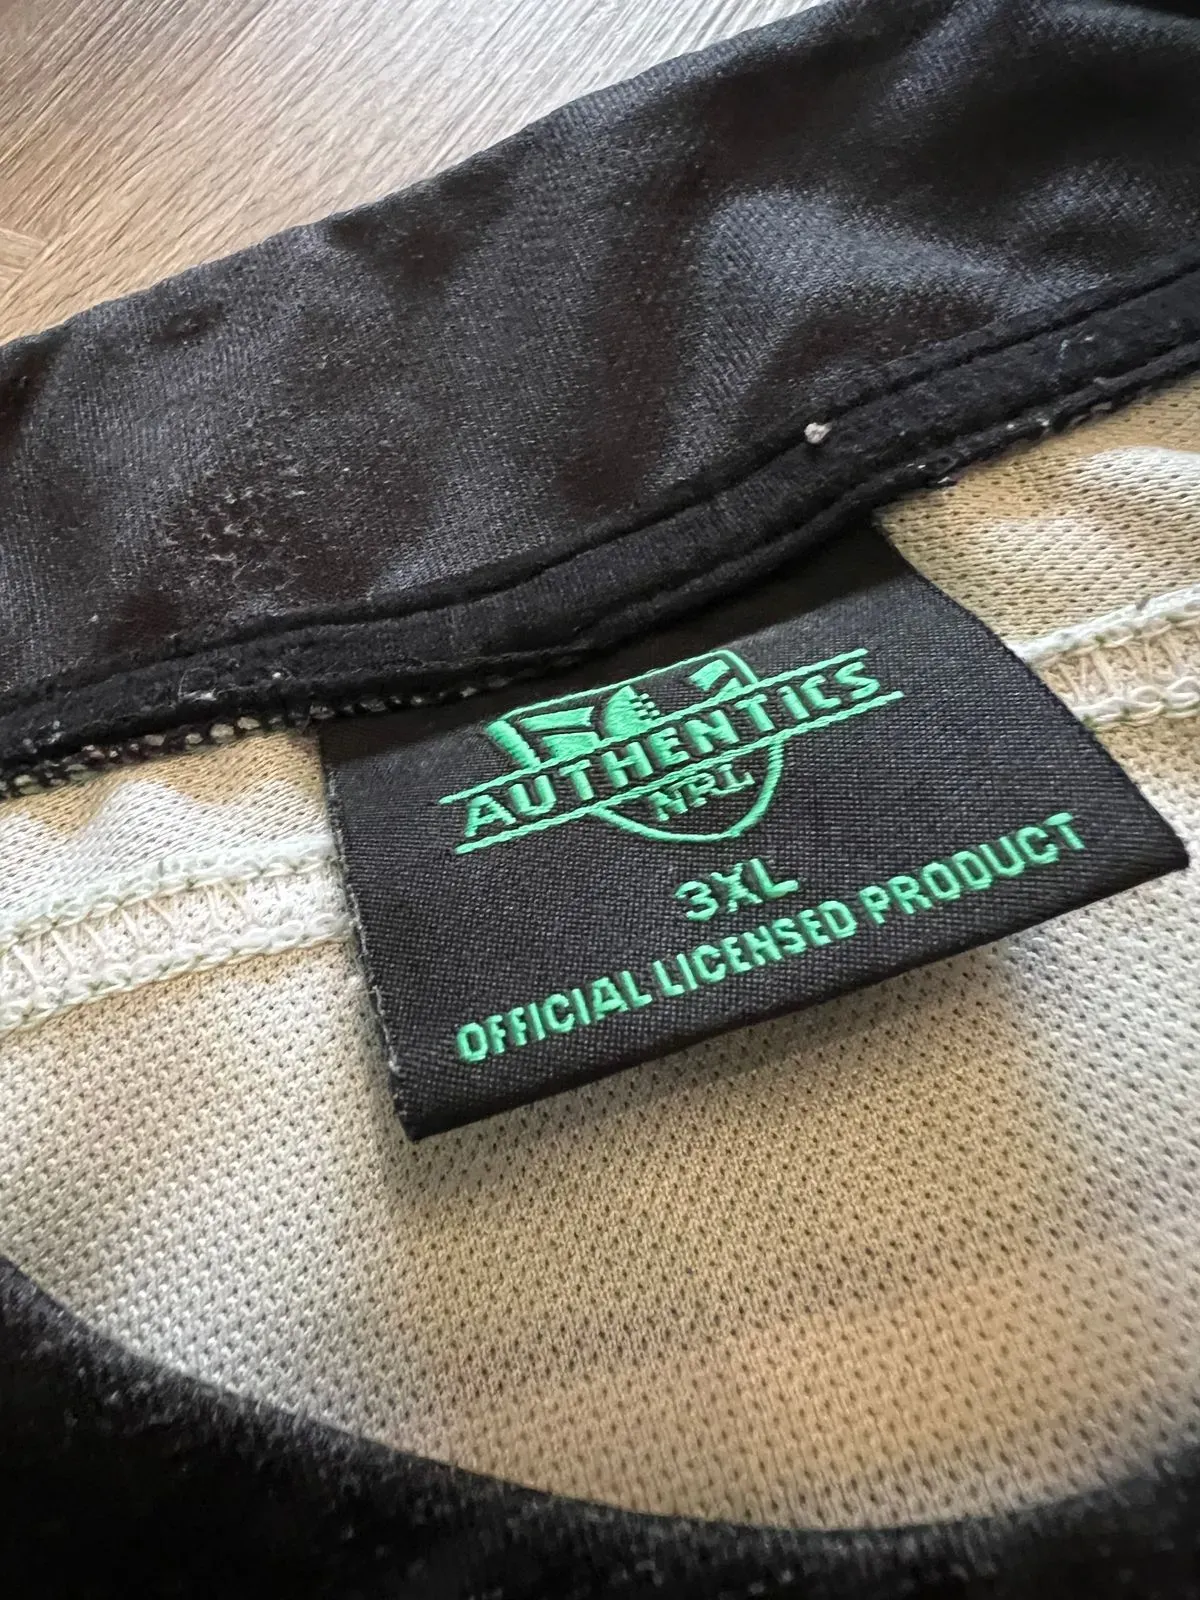 AUTHENTICS
NRL
3XL
OFFICIAL LICENSED PRODUCT